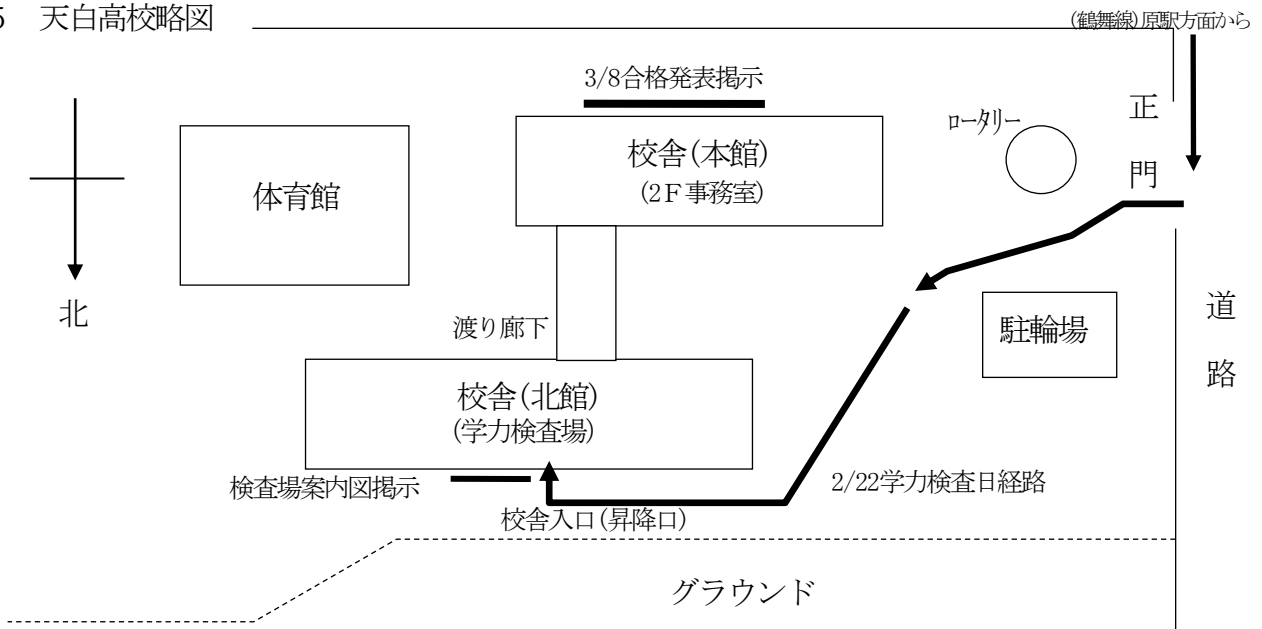 5 天白高校略図
(鶴舞線)原駅方面から
3/8合格発表掲示
正門
ロータリー
校舎(本館)
(2F事務室)
体育館
北
渡り廊下
駐輪場
道路
校舎(北館)
(学力検査場)
検査場案内図掲示
2/22学力検査日経路
校舎入口(昇降口)
グラウンド